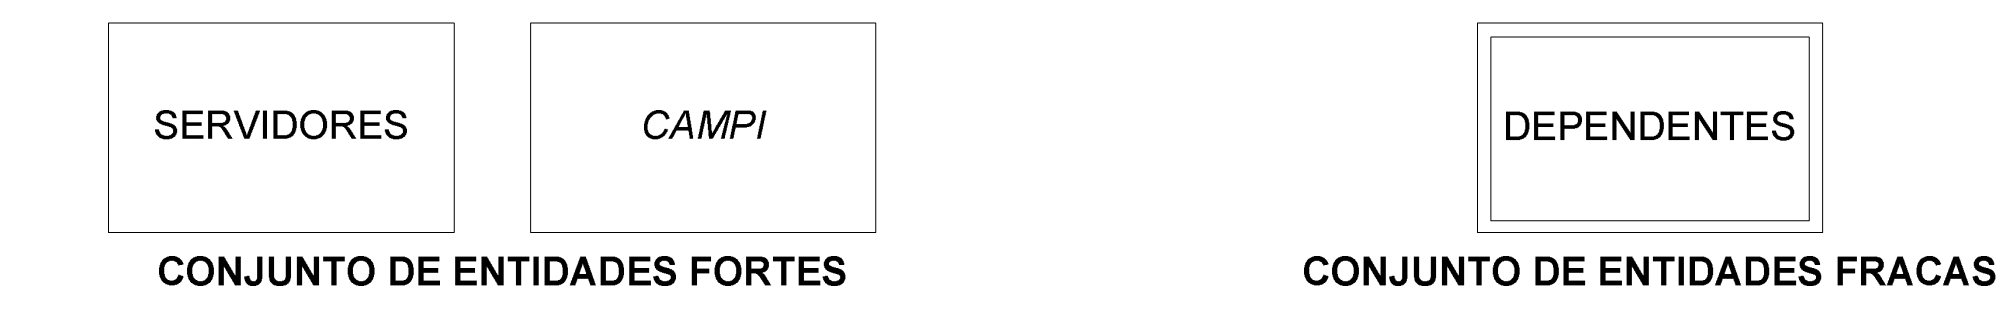 SERVIDORES
CAMPI
CONJUNTO DE ENTIDADES FORTES
DEPENDENTES
CONJUNTO DE ENTIDADES FRACAS